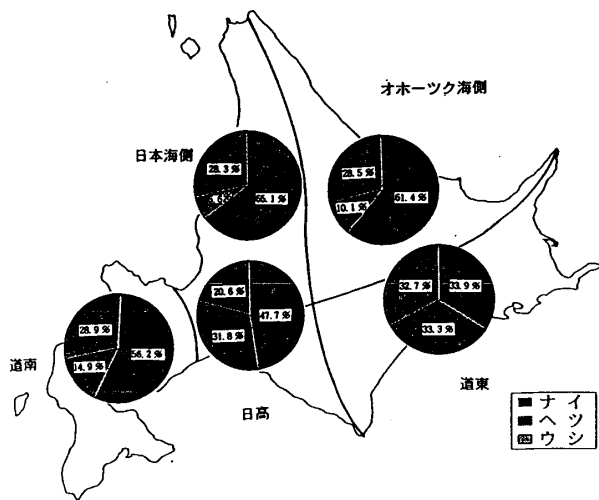 オホーツク海側
日本海側
28.3%
66.1%
28.5%
10.1%
61.4%
20.6%
47.7%
31.8%
32.7%
33.9%
33.3%
28.9%
56.2%
14.9%
道南
日高
道東
ナイ
ヘツ
ウシ